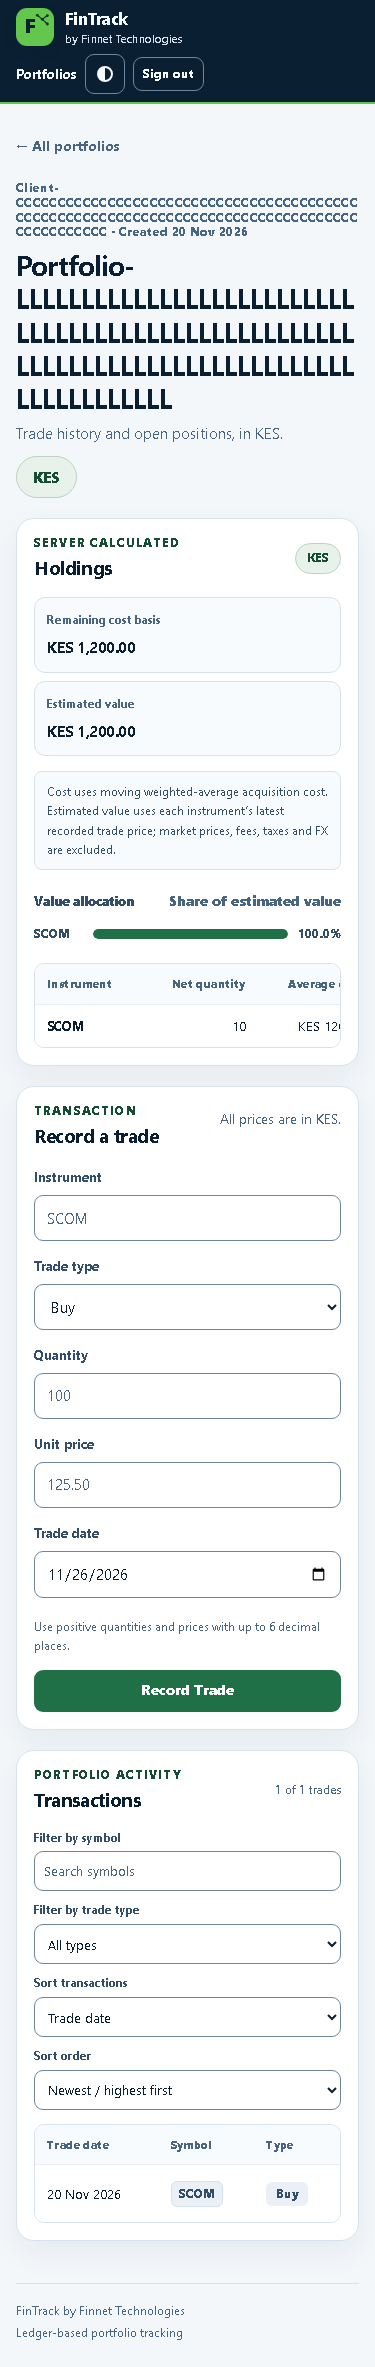 F
FinTrack
by Finnet Technologies
Portfolios
Sign out
← All portfolios
Client-
CCCCCCCCCCCCCCCCCCCCCCCCCCCCCCCCCCCCCCCCC
CCCCCCCCCCCCCCCCCCCCCCCCCCCCCCCCCCCCCCCCC
CCCCCCCCCCC · Created 20 Nov 2026
Portfolio-
LLLLLLLLLLLLLLLLLLLLLLLLLL
LLLLLLLLLLLLLLLLLLLLLLLLLL
LLLLLLLLLLLLLLLLLLLLLLLLLL
LLLLLLLLLLLL
Trade history and open positions, in KES.
KES
SERVER CALCULATED
Holdings
KES
Remaining cost basis
KES 1,200.00
Estimated value
KES 1,200.00
Cost uses moving weighted-average acquisition cost.
Estimated value uses each instrument's latest
recorded trade price; market prices, fees, taxes and FX
are excluded.
Value allocation Share of estimated value
SCOM 100.0%
Instrument Net quantity Average
SCOM 10 KES 12
TRANSACTION
Record a trade
All prices are in KES.
Instrument
SCOM
Trade type
Buy
Quantity
100
Unit price
125.50
Trade date
11/26/2026
Use positive quantities and prices with up to 6 decimal
places.
Record Trade
PORTFOLIO ACTIVITY
Transactions
1 of 1 trades
Filter by symbol
Search symbols
Filter by trade type
All types
Sort transactions
Trade date
Sort order
Newest / highest first
Trade date Symbol Type
20 Nov 2026 SCOM Buy
FinTrack by Finnet Technologies
Ledger-based portfolio tracking